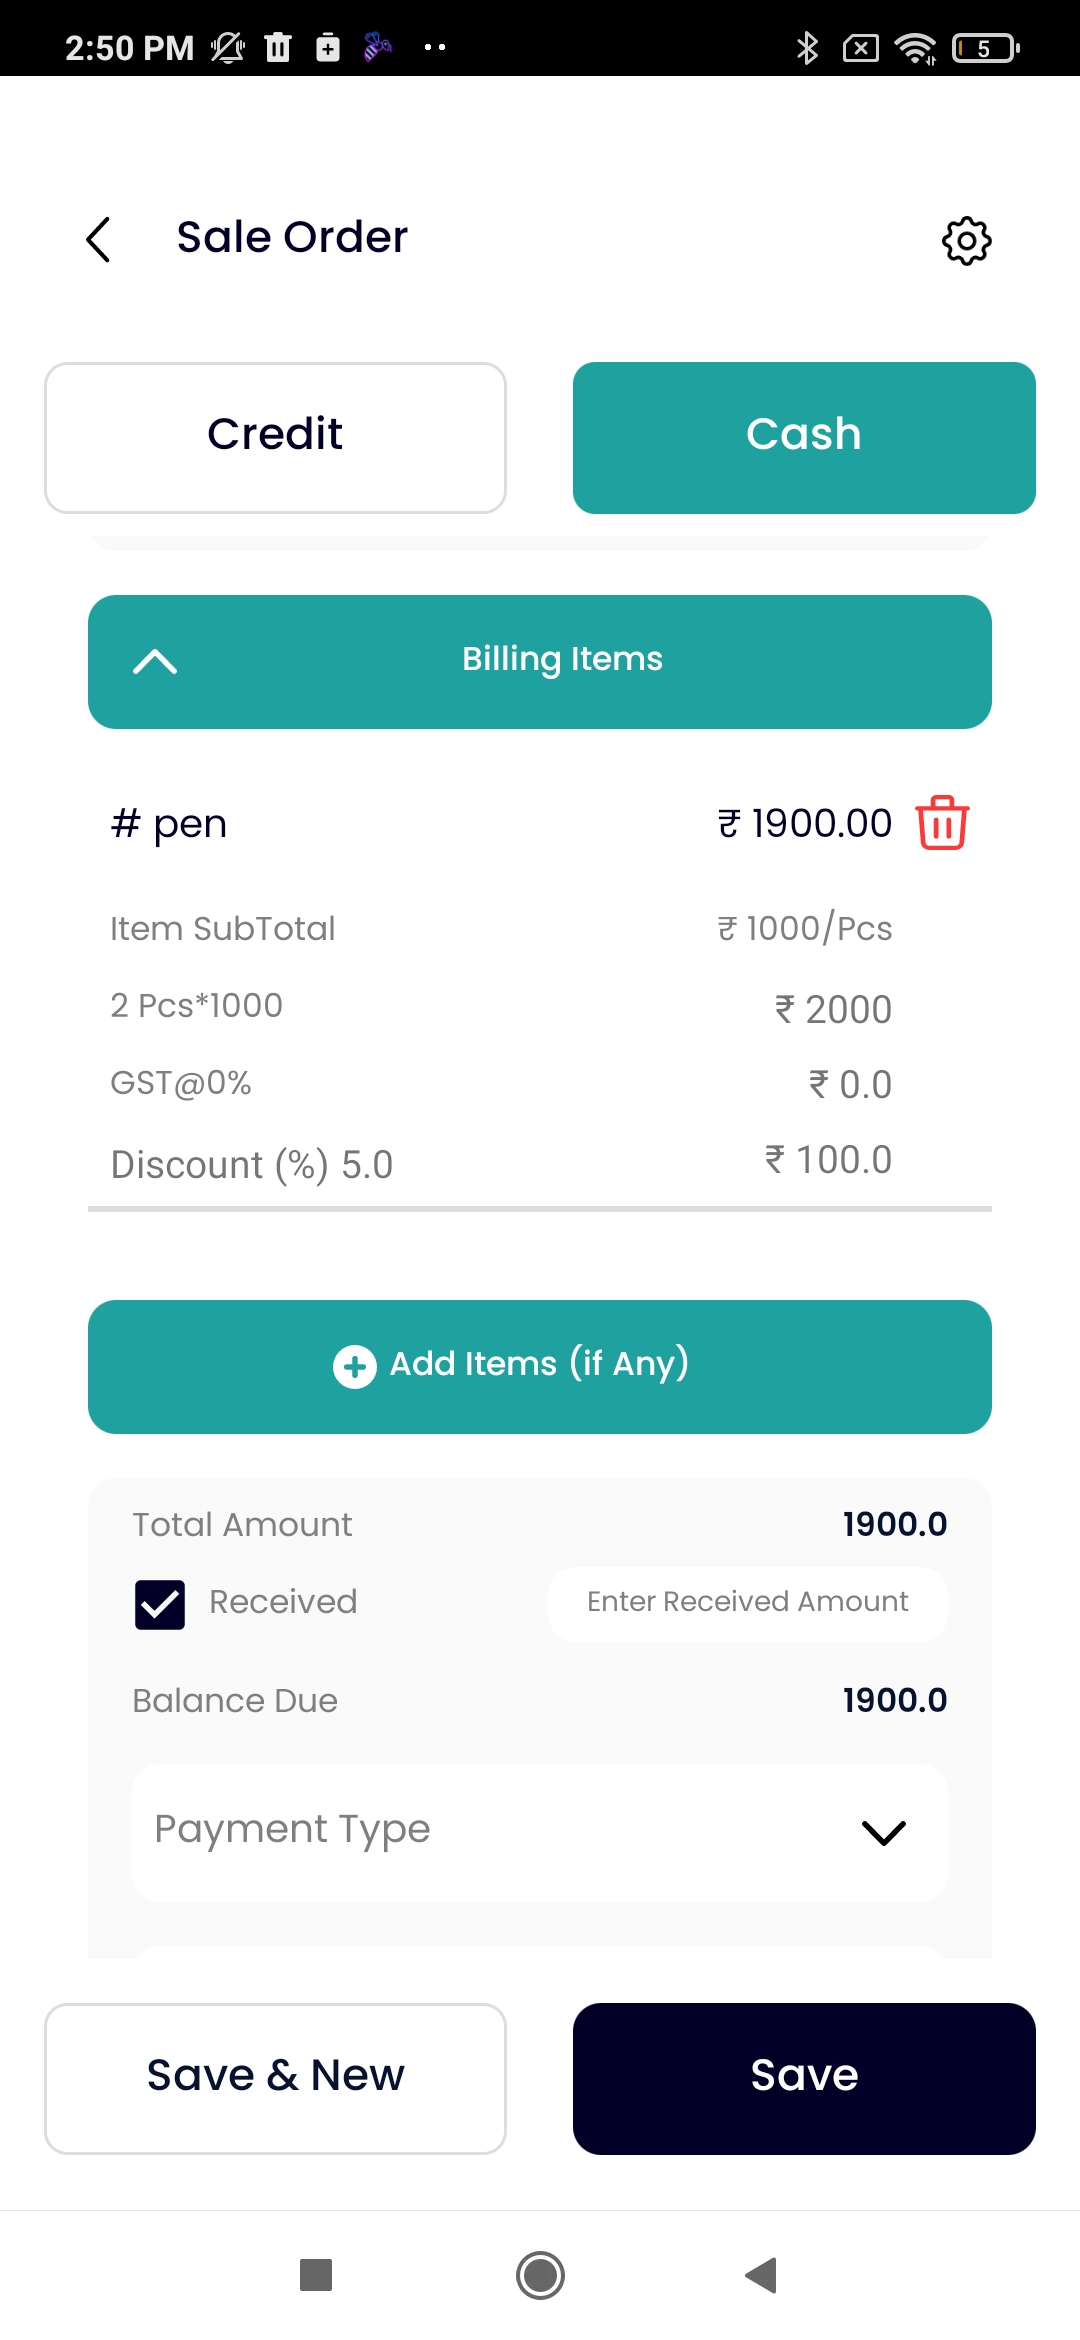 2:50 PM 5
Sale Order
Credit Cash
Billing Items
# pen ₹ 1900.00
Item SubTotal ₹ 1000/Pcs
2 Pcs*1000 ₹ 2000
GST@0% ₹ 0.0
Discount (%) 5.0 ₹ 100.0
Add Items (if Any)
Total Amount 1900.0
Received Enter Received Amount
Balance Due 1900.0
Payment Type
Save & New Save